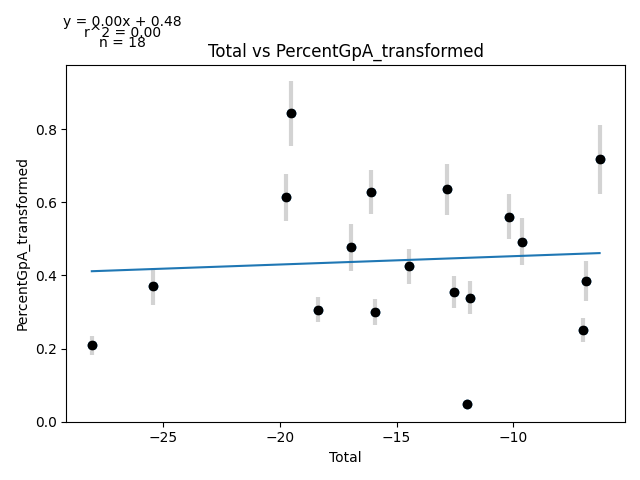 y = 0.00x + 0.48
r^2 = 0.00
n = 18
Total vs PercentGpA_transformed
PercentGpA_transformed
0.8
0.6
0.4
0.2
0.0
−25
−20
−15
−10
Total